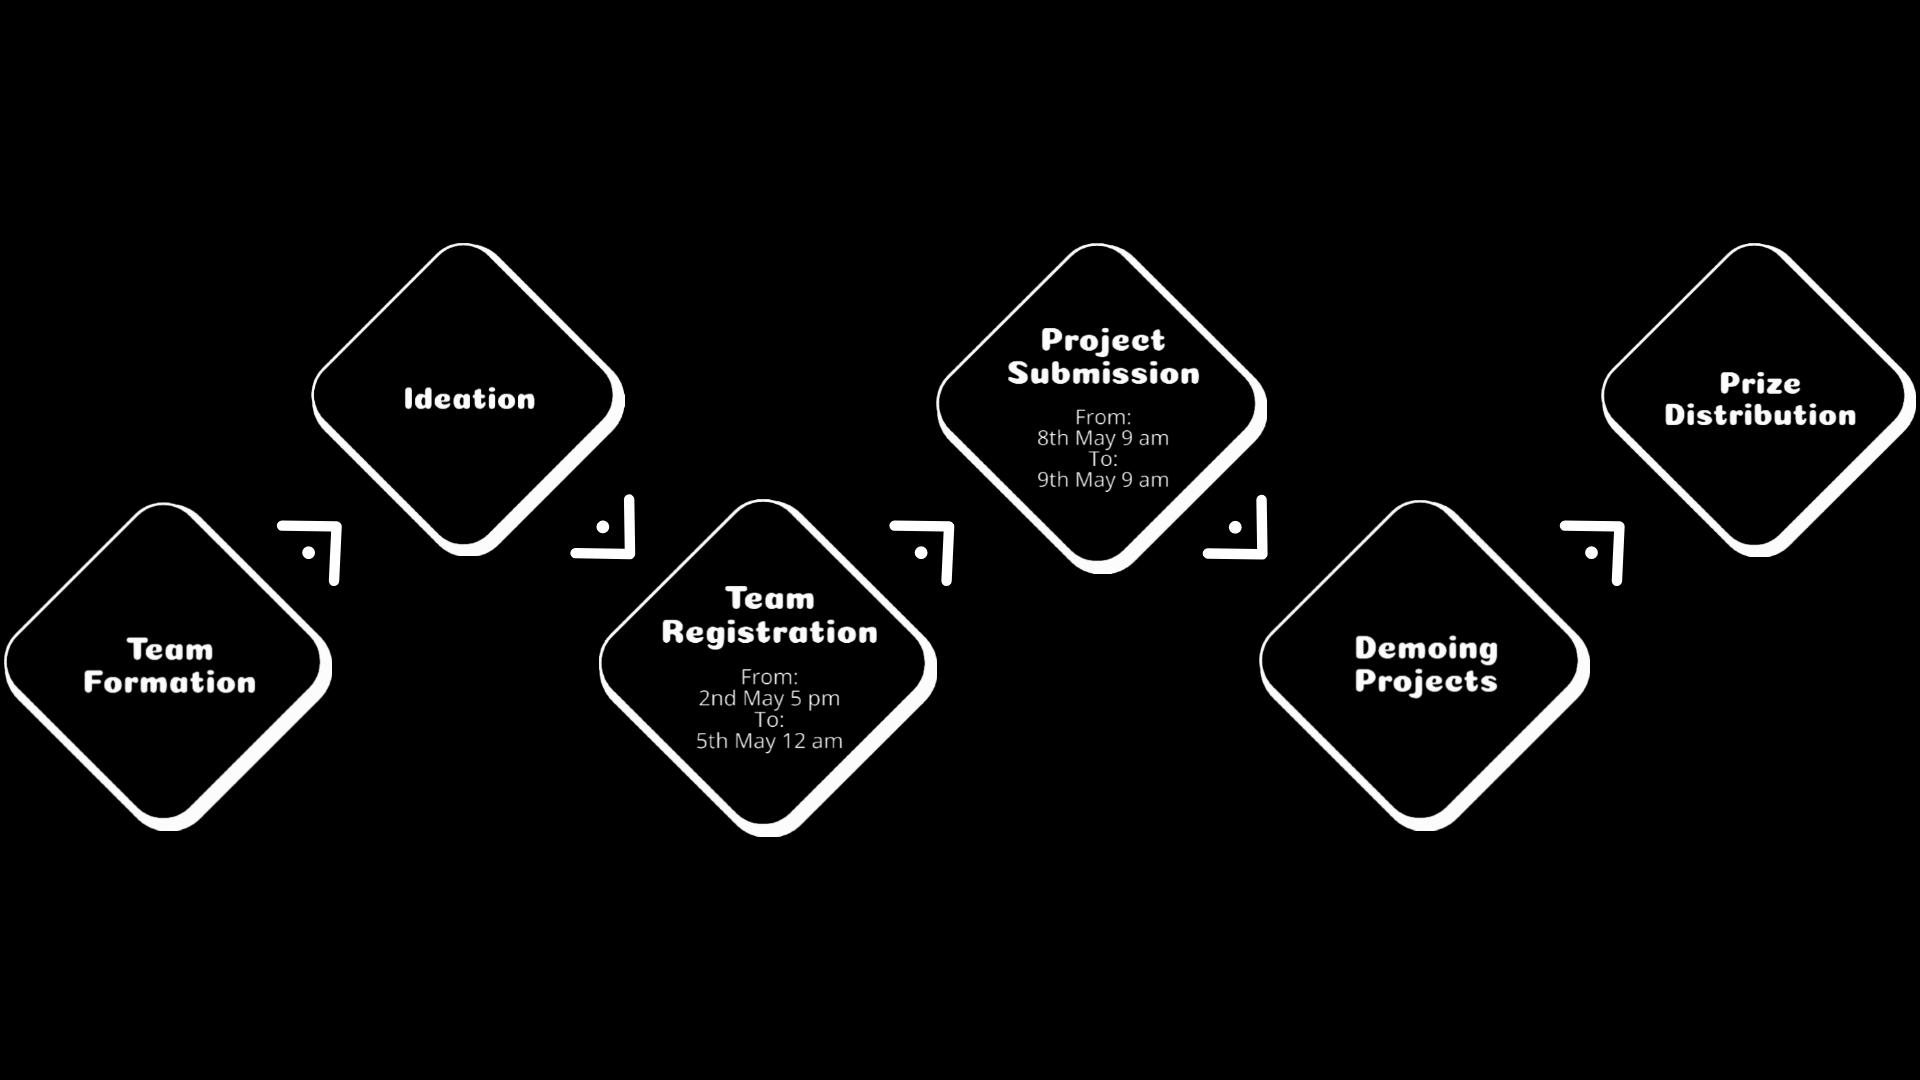 Team
Formation
Ideation
Team
Registration
From:
2nd May 5 pm
To:
5th May 12 am
Project
Submission
From:
8th May 9 am
To:
9th May 9 am
Demoing
Projects
Prize
Distribution